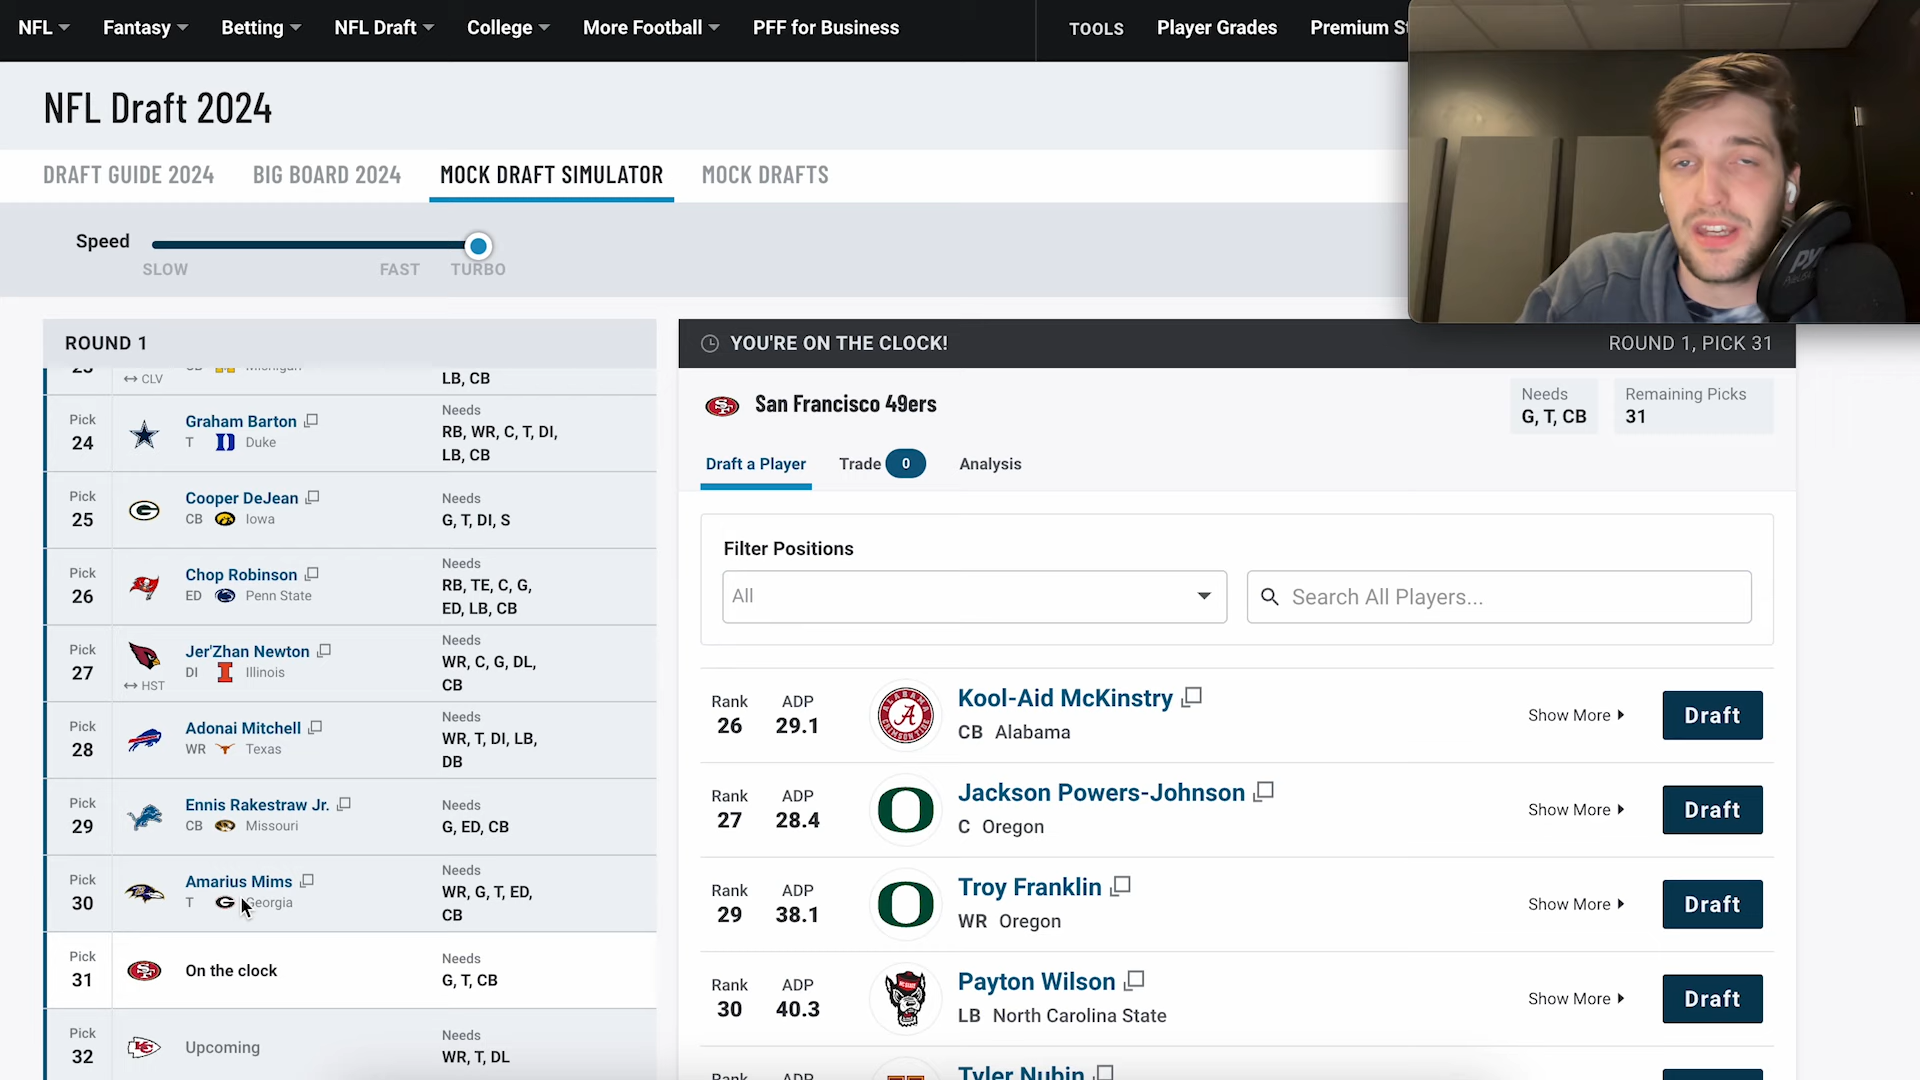 NFL Fantasy Betting NFL Draft College More Football PFF for Business TOOLS Player Grades Premium St
NFL Draft 2024
DRAFT GUIDE 2024 BIG BOARD 2024 MOCK DRAFT SIMULATOR MOCK DRAFTS
Speed
SLOW FAST TURBO
ROUND 1
CLV
LB, CB
Pick 24 Graham Barton T Duke
Needs
RB, WR, C, T, DI,
LB, CB
Pick 25 Cooper DeJean CB Iowa
Needs
G, T, DI, S
Pick 26 Chop Robinson ED Penn State
Needs
RB, TE, C, G,
ED, LB, CB
Pick 27 HST Jer'Zhan Newton DI Illinois
Needs
WR, C, G, DL,
CB
Pick 28 Adonai Mitchell WR Texas
Needs
WR, T, DI, LB,
DB
Pick 29 Ennis Rakestraw Jr. CB Missouri
Needs
G, ED, CB
Pick 30 Amarius Mims T Georgia
Needs
WR, G, T, ED,
CB
Pick 31 On the clock
Needs
G, T, CB
Pick 32 Upcoming
Needs
WR, T, DL
YOU'RE ON THE CLOCK! ROUND 1, PICK 31
San Francisco 49ers
Needs
G, T, CB
Remaining Picks
31
Draft a Player Trade 0 Analysis
Filter Positions
All
Search All Players...
Rank 26 ADP 29.1 Kool-Aid McKinstry CB Alabama Show More Draft
Rank 27 ADP 28.4 Jackson Powers-Johnson C Oregon Show More Draft
Rank 29 ADP 38.1 Troy Franklin WR Oregon Show More Draft
Rank 30 ADP 40.3 Payton Wilson LB North Carolina State Show More Draft
Rank ADP Tyler Nubin